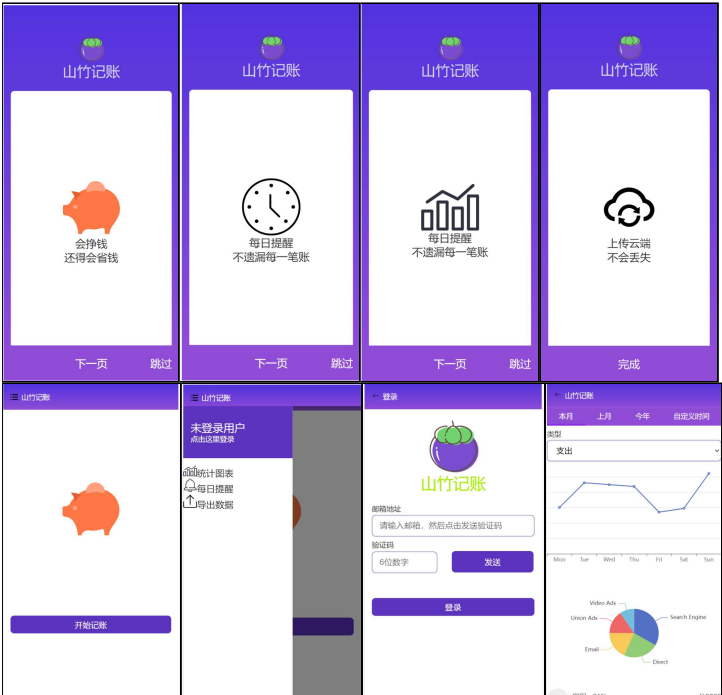 山竹记账
会挣钱
还得会省钱
下一页
跳过
山竹记账
每日提醒
不遗漏每一笔账
下一页
跳过
山竹记账
每日提醒
不遗漏每一笔账
下一页
跳过
山竹记账
上传云端
不会丢失
完成
山竹记账
开始记账
山竹记账
未登录用户
点击这里登录
统计图表
每日提醒
导出数据
登录
山竹记账
邮箱地址
请输入邮箱，然后点击发送验证码
验证码
6位数字
发送
登录
山竹记账
本月 上月 今年 自定义时间
类型
支出
Mon Tue Wed Thu Fri Sat Sun
Video Ads
Union Ads
Search Engine
Email
Direct